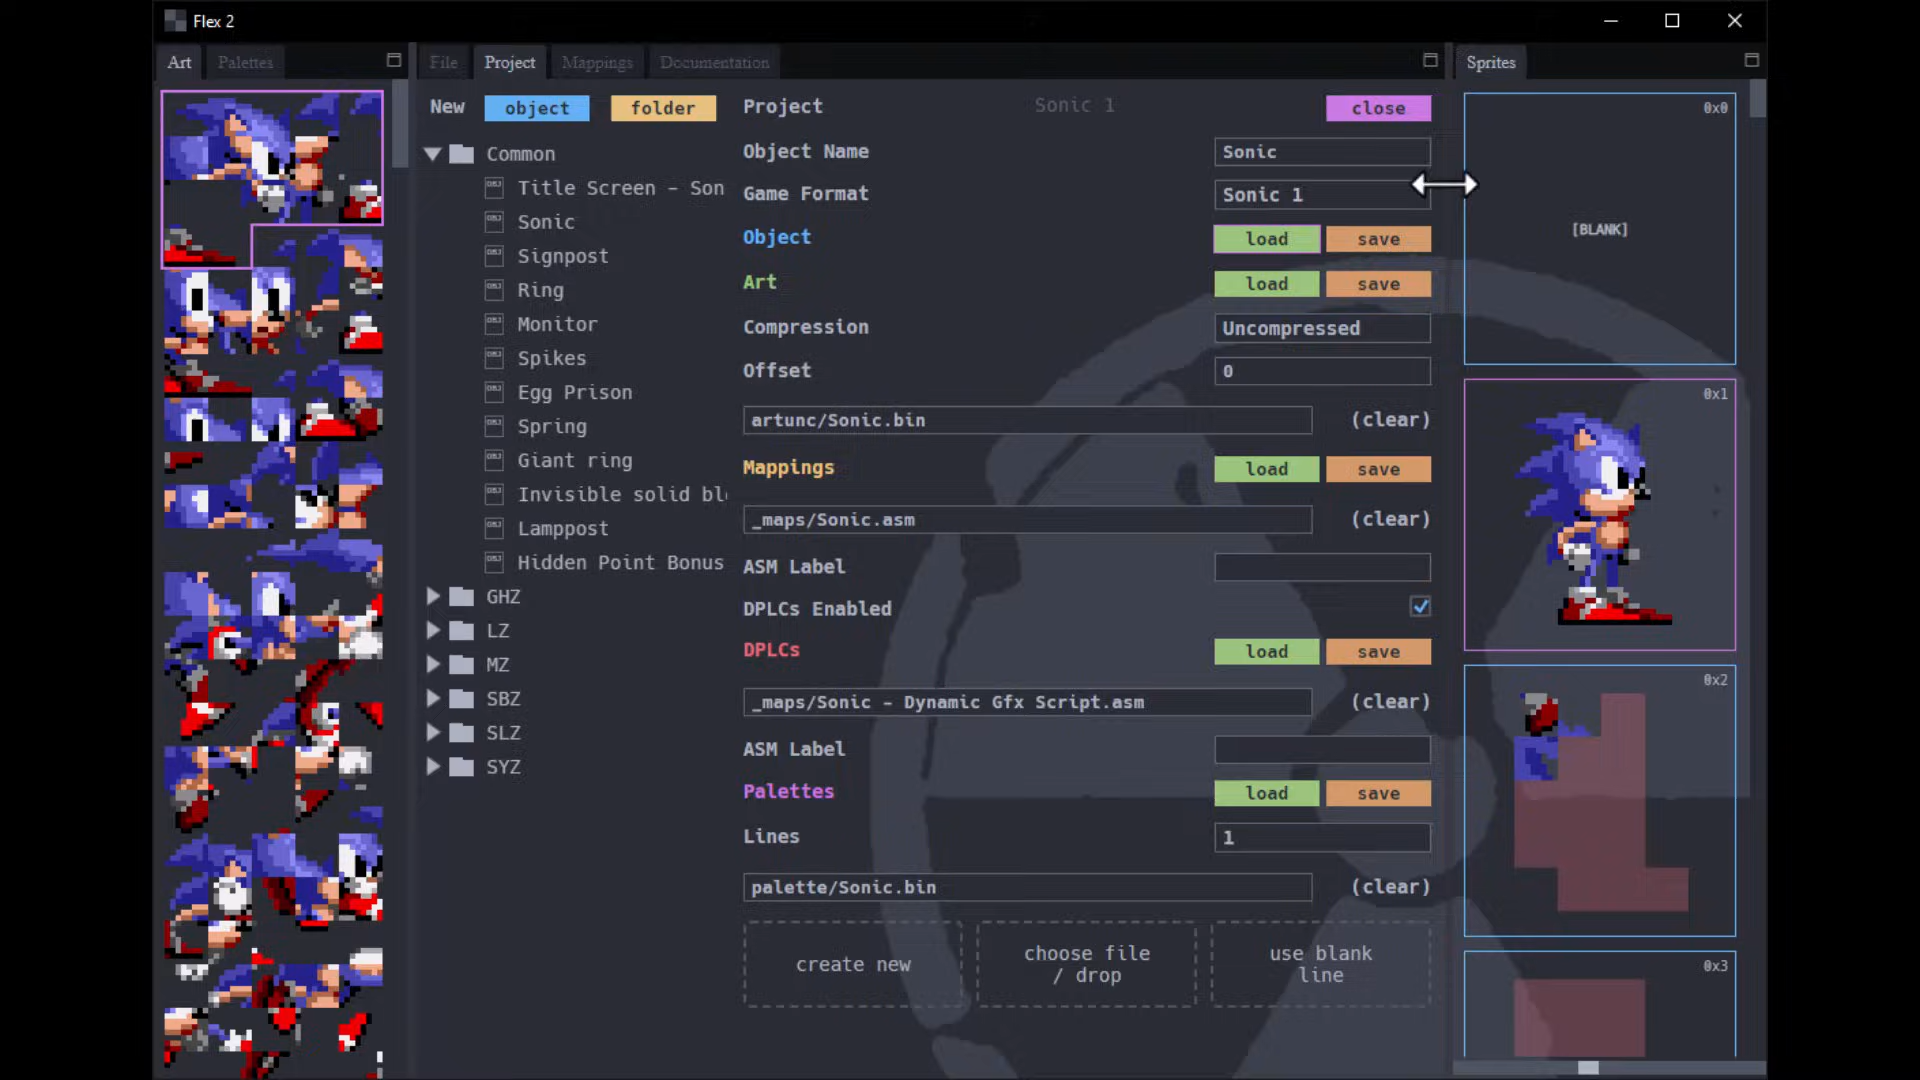 Flex 2
Art
Palettes
File
Project
Mappings
Documentation
Sprites
New
object
folder
Common
Title Screen - Son
Sonic
Signpost
Ring
Monitor
Spikes
Egg Prison
Spring
Giant ring
Invisible solid bl
Lamppost
Hidden Point Bonus
GHZ
LZ
MZ
SBZ
SLZ
SYZ
Project
Sonic 1
close
Object Name
Sonic
Game Format
Sonic 1
Object
load
save
Art
load
save
Compression
Uncompressed
Offset
0
artunc/Sonic.bin
(clear)
Mappings
load
save
_maps/Sonic.asm
(clear)
ASM Label
DPLCs Enabled
DPLCs
load
save
_maps/Sonic - Dynamic Gfx Script.asm
(clear)
ASM Label
Palettes
load
save
Lines
1
palette/Sonic.bin
(clear)
create new
choose file
/ drop
use blank
line
0x0
[BLANK]
0x1
0x2
0x3